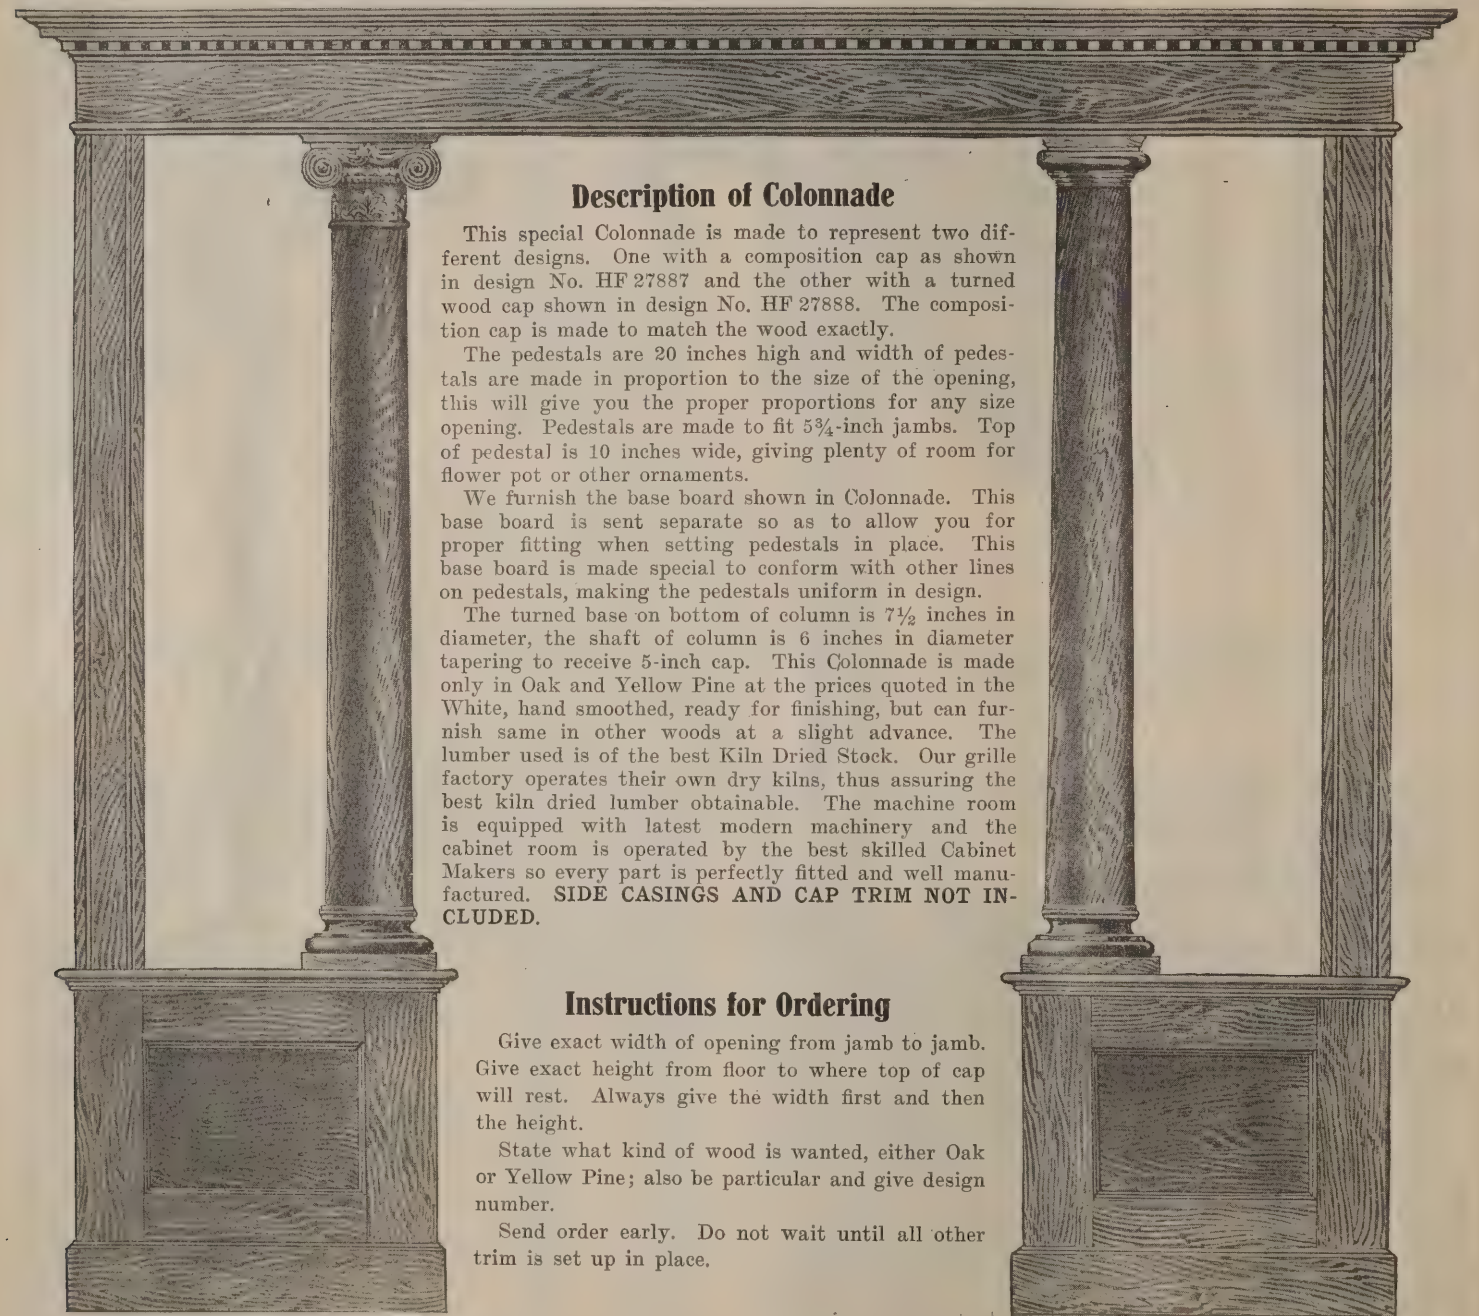 Description of Colonnade
This special Colonnade is made to represent two dif-
ferent designs. One with a composition cap as shown
in design No. HF 27887 and the other with a turned
wood cap shown in design No. HF 27888. The composi-
tion cap is made to match the wood exactly.
The pedestals are 20 inches high and width of pedes-
tals are made in proportion to the size of the opening,
this will give you the proper proportions for any size
opening. Pedestals are made to fit 5¾-inch jambs. Top
of pedestal is 10 inches wide, giving plenty of room for
flower pot or other ornaments.
We furnish the base board shown in Colonnade. This
base board is sent separate so as to allow you for
proper fitting when setting pedestals in place. This
base board is made special to conform with other lines
on pedestals, making the pedestals uniform in design.
The turned base on bottom of column is 7½ inches in
diameter, the shaft of column is 6 inches in diameter
tapering to receive 5-inch cap. This Colonnade is made
only in Oak and Yellow Pine at the prices quoted in the
White, hand smoothed, ready for finishing, but can fur-
nish same in other woods at a slight advance. The
lumber used is of the best Kiln Dried Stock. Our grille
factory operates their own dry kilns, thus assuring the
best kiln dried lumber obtainable. The machine room
is equipped with latest modern machinery and the
cabinet room is operated by the best skilled Cabinet
Makers so every part is perfectly fitted and well manu-
factured. SIDE CASINGS AND CAP TRIM NOT IN-
CLUDED.
Instructions for Ordering
Give exact width of opening from jamb to jamb.
Give exact height from floor to where top of cap
will rest. Always give the width first and then
the height.
State what kind of wood is wanted, either Oak
or Yellow Pine; also be particular and give design
number.
Send order early. Do not wait until all other
trim is set up in place.